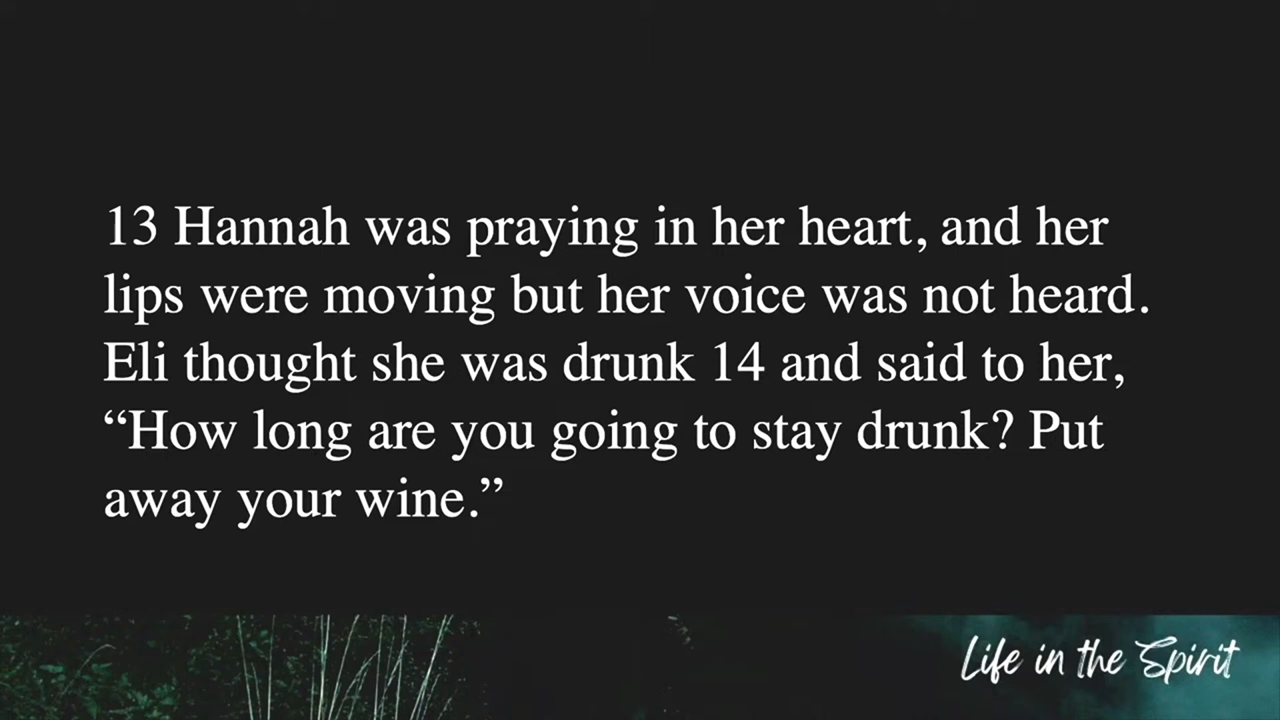 13 Hannah was praying in her heart, and her
lips were moving but her voice was not heard.
Eli thought she was drunk 14 and said to her,
“How long are you going to stay drunk? Put
away your wine.”
Life in the Spirit